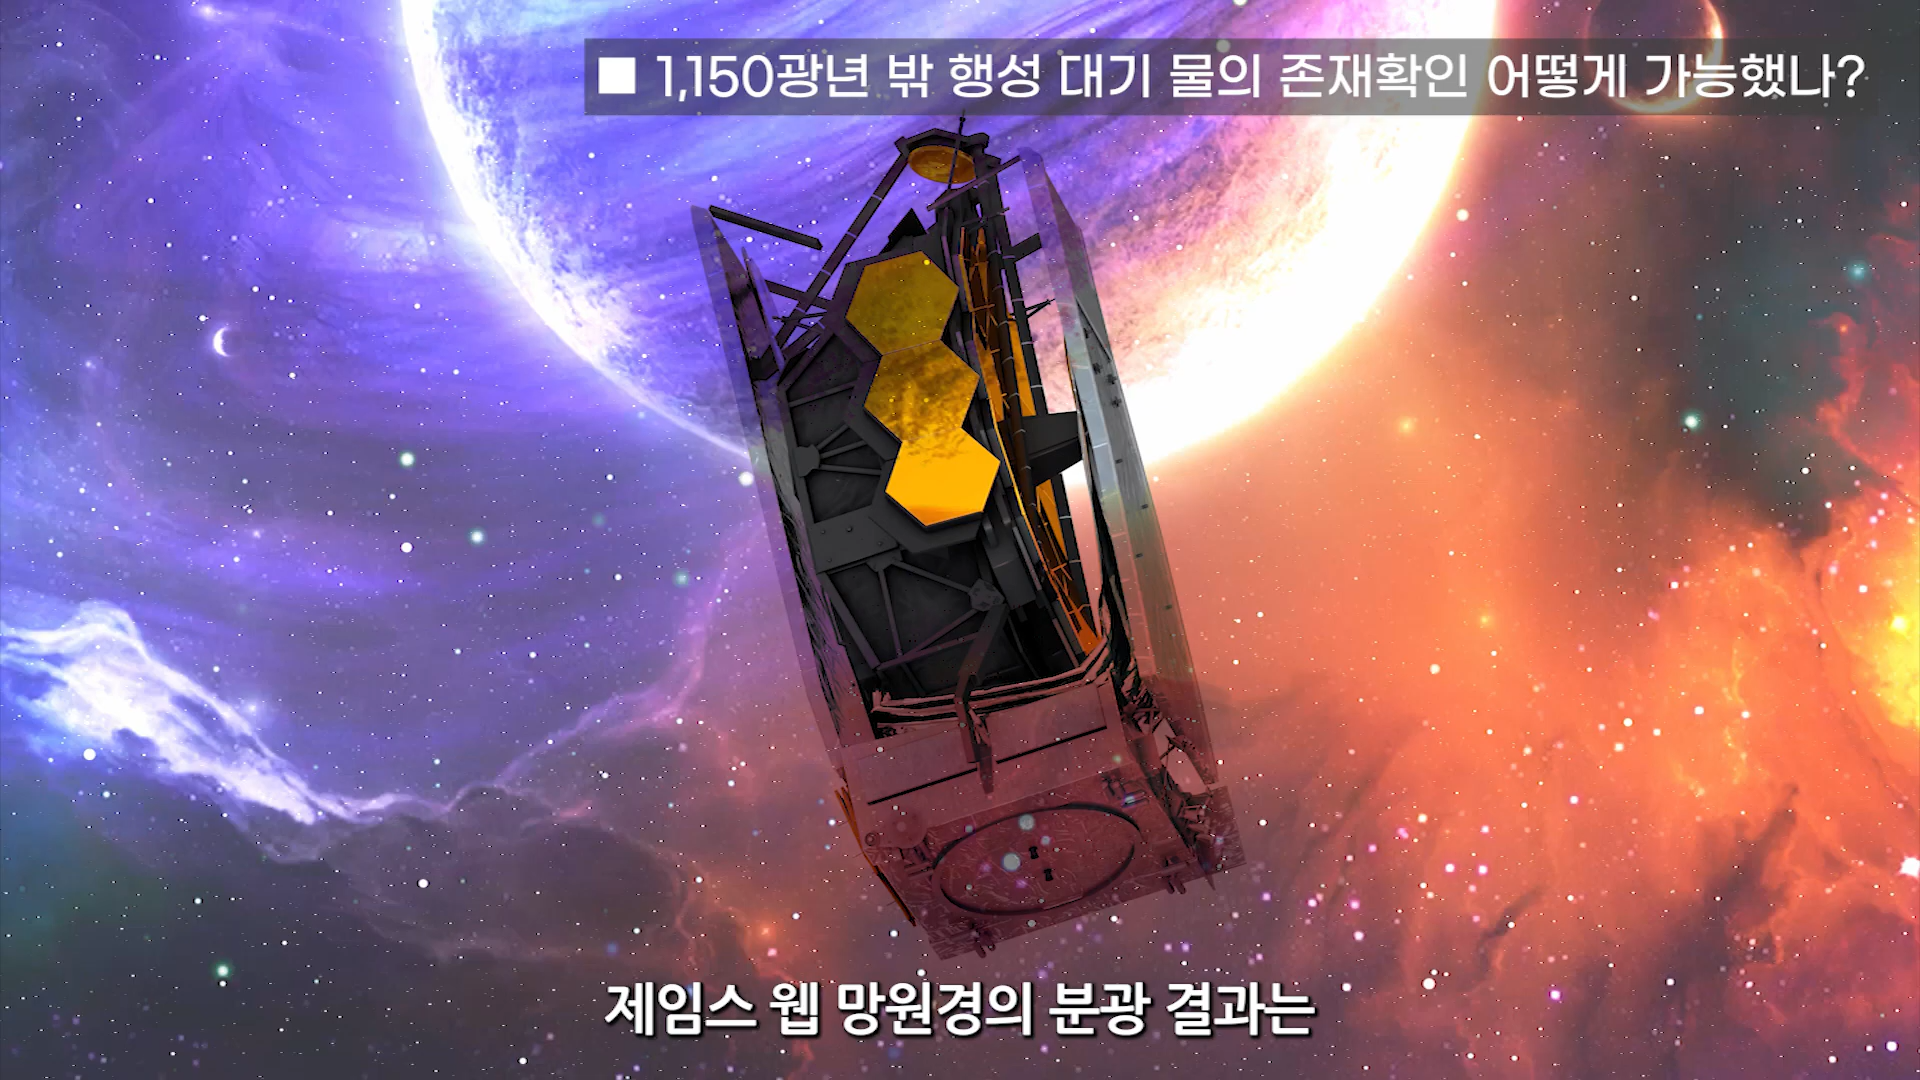 ■ 1,150광년 밖 행성 대기 물의 존재확인 어떻게 가능했나?
제임스 웹 망원경의 분광 결과는